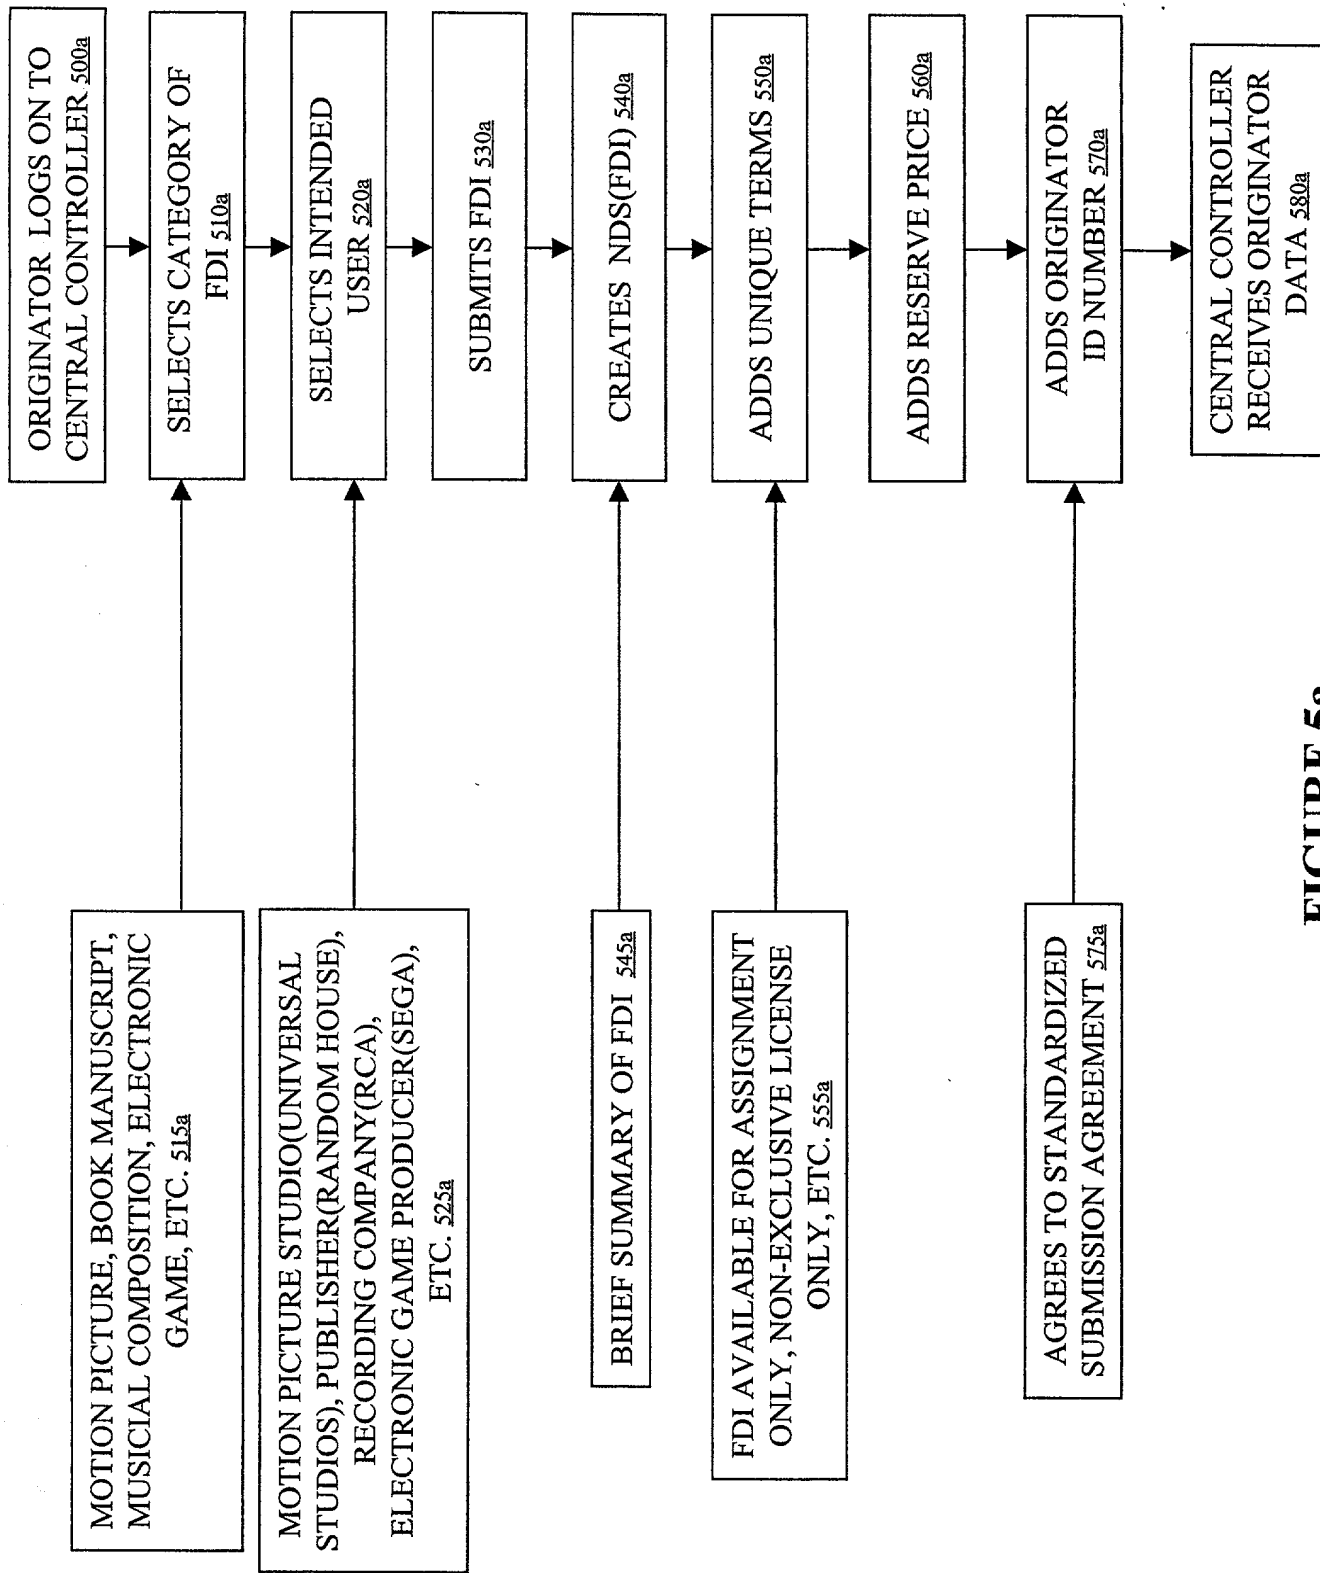 ORIGINATOR LOGS ON TO
CENTRAL CONTROLLER 500a
MOTION PICTURE, BOOK MANUSCRIPT,
MUSICIAL COMPOSITION, ELECTRONIC
GAME, ETC. 515a
SELECTS CATEGORY OF
FDI 510a
MOTION PICTURE STUDIO(UNIVERSAL
STUDIOS), PUBLISHER(RANDOM HOUSE),
RECORDING COMPANY(RCA),
ELECTRONIC GAME PRODUCER(SEGA),
ETC. 525a
SELECTS INTENDED
USER 520a
SUBMITS FDI 530a
BRIEF SUMMARY OF FDI 545a
CREATES NDS(FDI) 540a
FDI AVAILABLE FOR ASSIGNMENT
ONLY, NON-EXCLUSIVE LICENSE
ONLY, ETC. 555a
ADDS UNIQUE TERMS 550a
ADDS RESERVE PRICE 560a
AGREES TO STANDARDIZED
SUBMISSION AGREEMENT 575a
ADDS ORIGINATOR
ID NUMBER 570a
CENTRAL CONTROLLER
RECEIVES ORIGINATOR
DATA 580a
FIGURE 5a